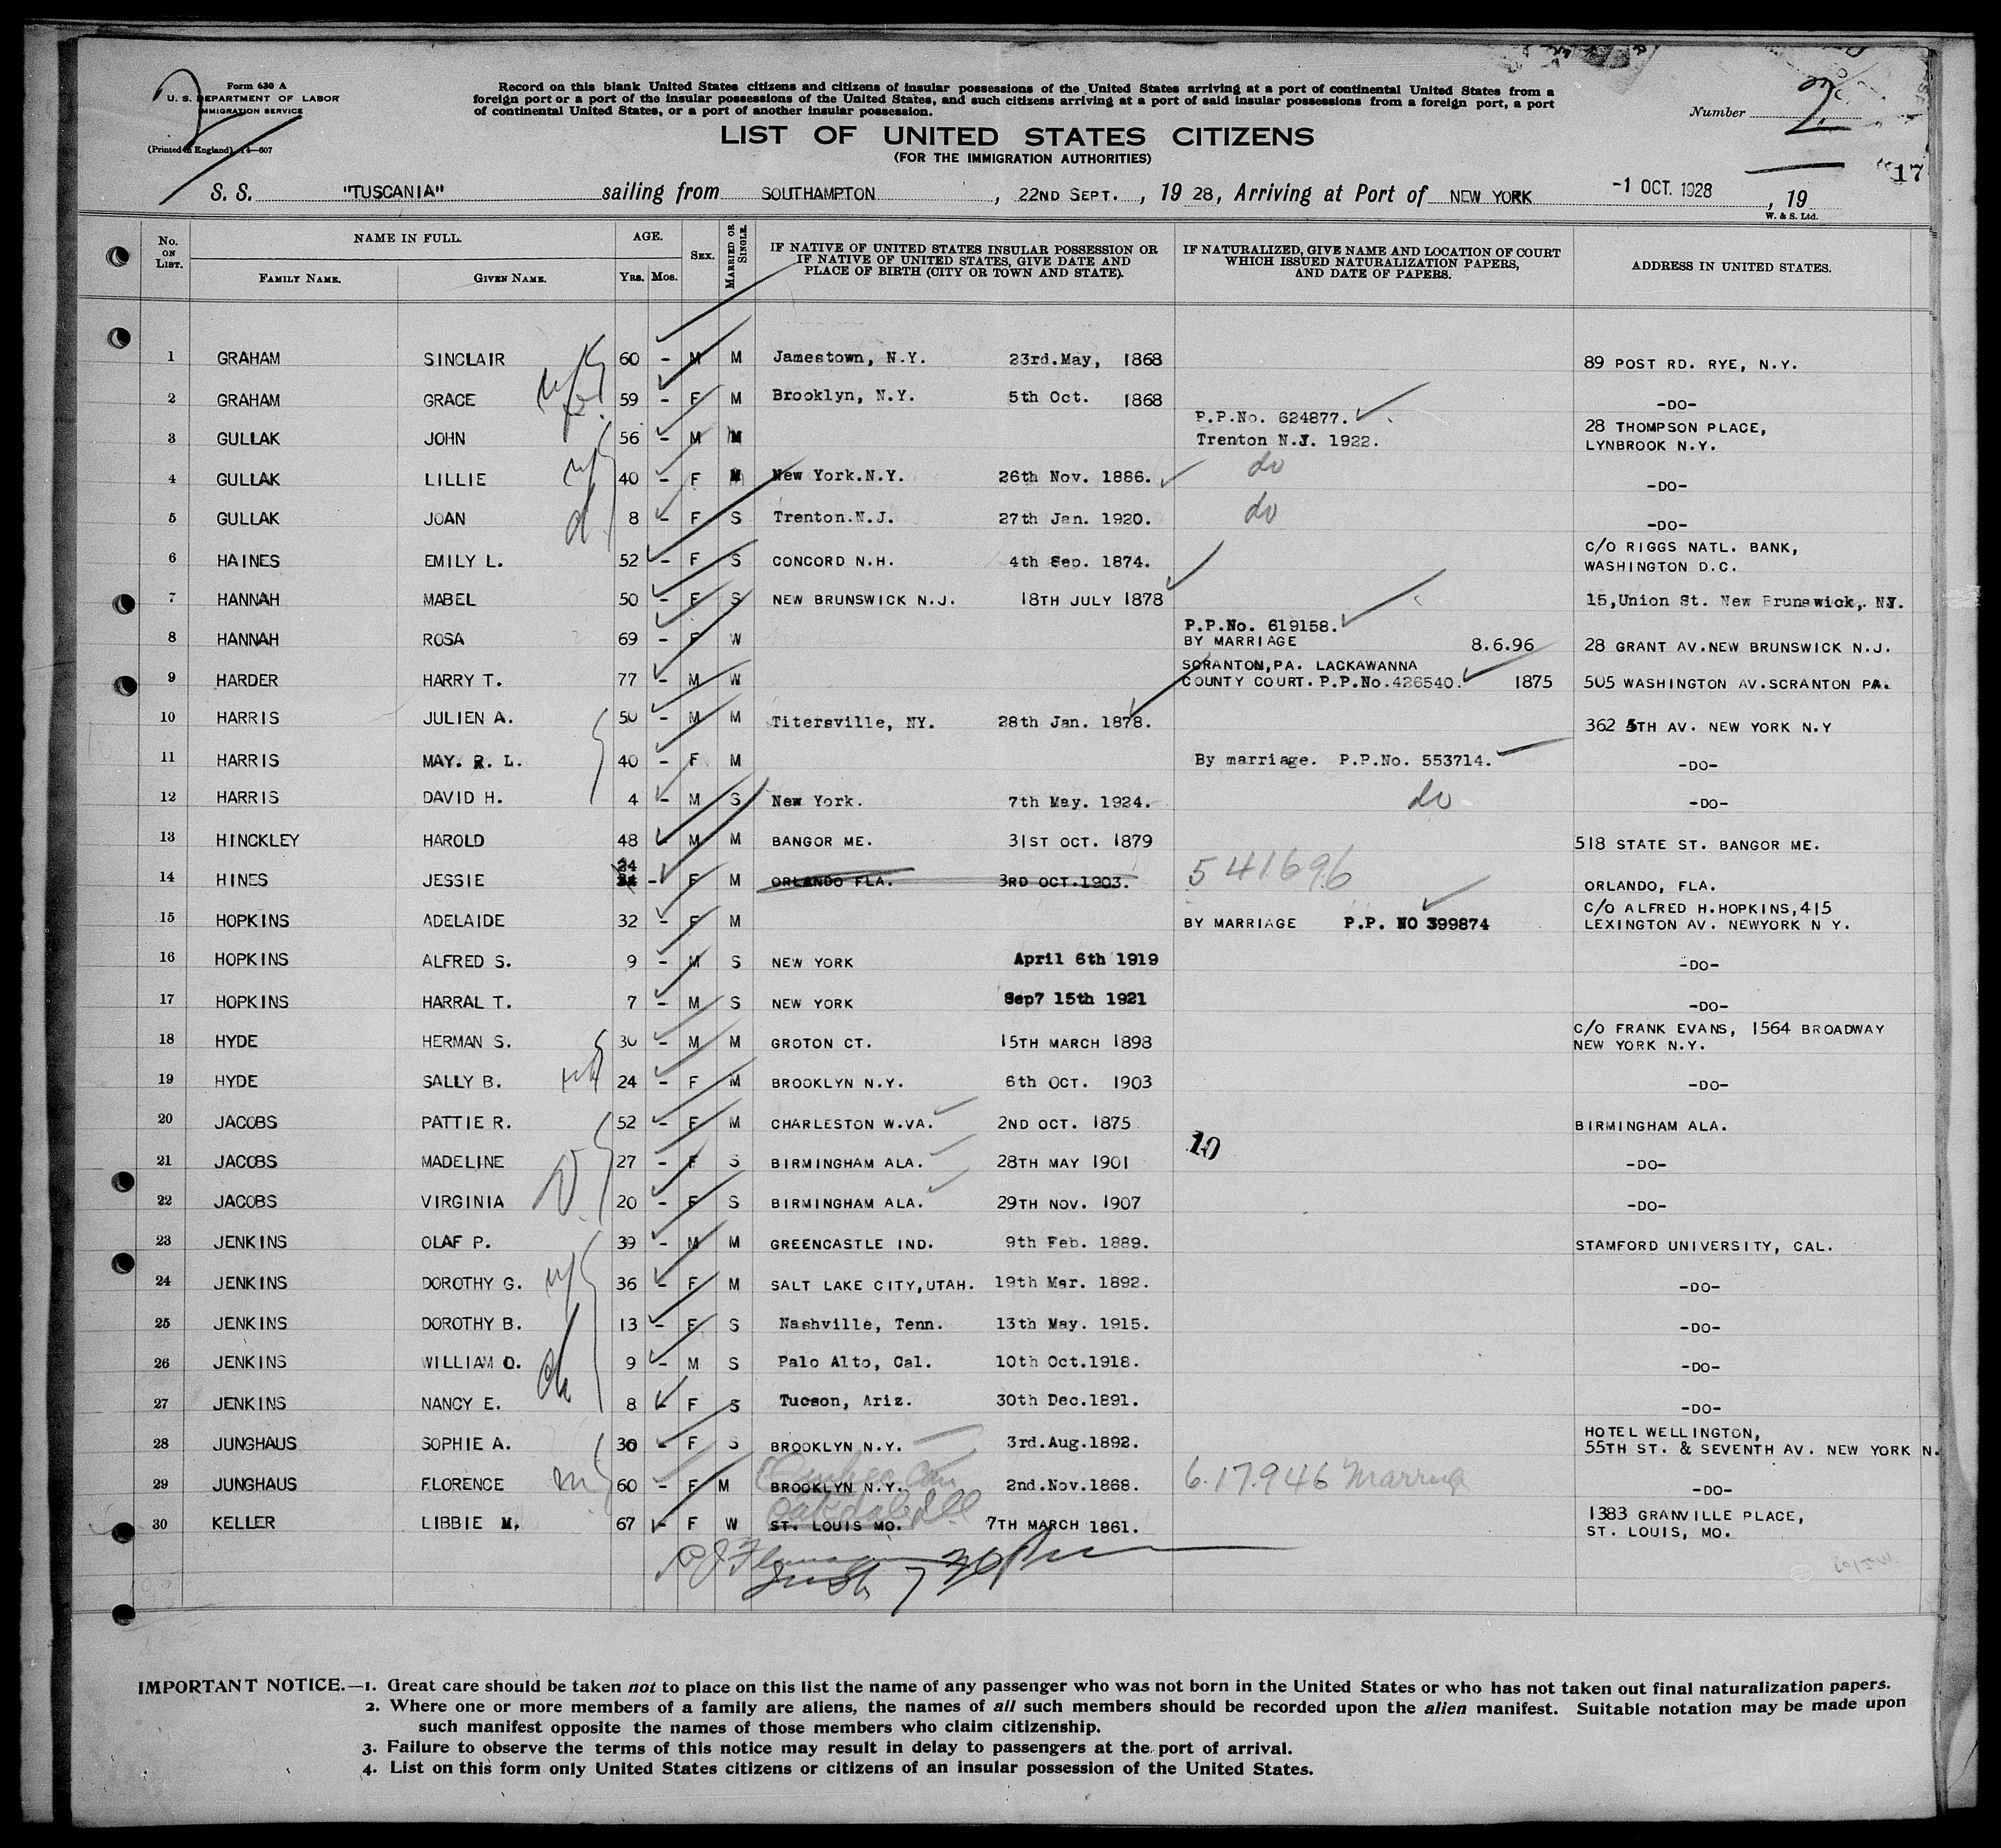 Form 630 A
U. S. DEPARTMENT OF LABOR
IMMIGRATION SERVICE
(Printed in England) 14—607
2
Record on this blank United States citizens and citizens of insular possessions of the United States arriving at a port of continental United States from a
foreign port or a port of the insular possessions of the United States, and such citizens arriving at a port of said insular possessions from a foreign port, a port
of continental United States, or a port of another insular possession.
Number 2
LIST OF UNITED STATES CITIZENS
(FOR THE IMMIGRATION AUTHORITIES)
17
S. S. "TUSCANIA" sailing from SOUTHAMPTON, 22ND SEPT., 19 28, Arriving at Port of NEW YORK -1 OCT. 1928, 19
W. & S. Ltd.
No. ON LIST. NAME IN FULL. FAMILY NAME. GIVEN NAME. AGE. YRS. MOS. SEX. MARRIED OR SINGLE. IF NATIVE OF UNITED STATES INSULAR POSSESSION OR IF NATIVE OF UNITED STATES, GIVE DATE AND PLACE OF BIRTH (CITY OR TOWN AND STATE). IF NATURALIZED, GIVE NAME AND LOCATION OF COURT WHICH ISSUED NATURALIZATION PAPERS, AND DATE OF PAPERS. ADDRESS IN UNITED STATES.
1 GRAHAM SINCLAIR 60 - M M Jamestown, N.Y. 23rd.May, 1868 89 POST RD. RYE, N.Y.
2 GRAHAM GRACE 59 - F M Brooklyn, N.Y. 5th Oct. 1868 -DO-
3 GULLAK JOHN 56 - M M P.P.No. 624877. Trenton N.J. 1922. 28 THOMPSON PLACE, LYNBROOK N.Y.
4 GULLAK LILLIE 40 - F M New York.N.Y. 26th Nov. 1886. do -DO-
5 GULLAK JOAN 8 - F S Trenton.N.J. 27th Jan. 1920. do -DO-
6 HAINES EMILY L. 52 - F S CONCORD N.H. 4th Sep. 1874. C/O RIGGS NATL. BANK, WASHINGTON D.C.
7 HANNAH MABEL 50 - F S NEW BRUNSWICK N.J. 18TH JULY 1878 15,Union St. New Brunswick, NJ.
8 HANNAH ROSA 69 - F W P.P.No. 619158. BY MARRIAGE 8.6.96 28 GRANT AV.NEW BRUNSWICK N.J.
9 HARDER HARRY T. 77 - M W SCRANTON,PA. LACKAWANNA COUNTY COURT. P.P.No.426540. 1875 505 WASHINGTON AV.SCRANTON PA.
10 HARRIS JULIEN A. 50 - M M Titersville, NY. 28th Jan. 1878. 362 5TH AV. NEW YORK N.Y
11 HARRIS MAY. R. L. 40 - F M By marriage. P.P.No. 553714. -DO-
12 HARRIS DAVID H. 4 - M S New York. 7th May. 1924. do -DO-
13 HINCKLEY HAROLD 48 - M M BANGOR ME. 31ST OCT. 1879 518 STATE ST. BANGOR ME.
14 HINES JESSIE 24 - F M ORLANDO FLA. 3RD OCT.1903. 541696 ORLANDO, FLA.
15 HOPKINS ADELAIDE 32 - F M BY MARRIAGE P.P. NO 399874 C/O ALFRED H.HOPKINS,415 LEXINGTON AV. NEWYORK N Y.
16 HOPKINS ALFRED S. 9 - M S NEW YORK April 6th 1919 -DO-
17 HOPKINS HARRAL T. 7 - M S NEW YORK Sep7 15th 1921 -DO-
18 HYDE HERMAN S. 30 - M M GROTON CT. 15TH MARCH 1898 C/O FRANK EVANS, 1564 BROADWAY NEW YORK N.Y.
19 HYDE SALLY B. 24 - F M BROOKLYN N.Y. 6th OCT. 1903 -DO-
20 JACOBS PATTIE R. 52 - F M CHARLESTON W.VA. 2ND OCT. 1875 BIRMINGHAM ALA.
10
21 JACOBS MADELINE 27 - F S BIRMINGHAM ALA. 28TH MAY 1901 -DO-
22 JACOBS VIRGINIA 20 - F S BIRMINGHAM ALA. 29TH NOV. 1907 -DO-
23 JENKINS OLAF P. 39 - M M GREENCASTLE IND. 9th Feb. 1889. STAMFORD UNIVERSITY, CAL.
24 JENKINS DOROTHY G. 36 - F M SALT LAKE CITY,UTAH. 19th Mar. 1892. -DO-
25 JENKINS DOROTHY B. 13 - F S Nashville, Tenn. 13th May. 1915. -DO-
26 JENKINS WILLIAM O. 9 - M S Palo Alto, Cal. 10th Oct.1918. -DO-
27 JENKINS NANCY E. 8 - F S Tucson, Ariz. 30th Dec.1891. -DO-
28 JUNGHAUS SOPHIE A. 30 - F S BROOKLYN N.Y. 3rd.Aug.1892. HOTEL WELLINGTON, 55TH ST. & SEVENTH AV. NEW YORK N.
29 JUNGHAUS FLORENCE 60 - F M BROOKLYN N.Y. 2nd.Nov.1868. 617946 Marriage -DO-
30 KELLER LIBBIE M. 67 - F W ST. LOUIS MO. Oakdale Ill 7TH MARCH 1861. 1383 GRANVILLE PLACE, ST. LOUIS, MO.
IMPORTANT NOTICE.—1. Great care should be taken not to place on this list the name of any passenger who was not born in the United States or who has not taken out final naturalization papers.
2. Where one or more members of a family are aliens, the names of all such members should be recorded upon the alien manifest. Suitable notation may be made upon
such manifest opposite the names of those members who claim citizenship.
3. Failure to observe the terms of this notice may result in delay to passengers at the port of arrival.
4. List on this form only United States citizens or citizens of an insular possession of the United States.